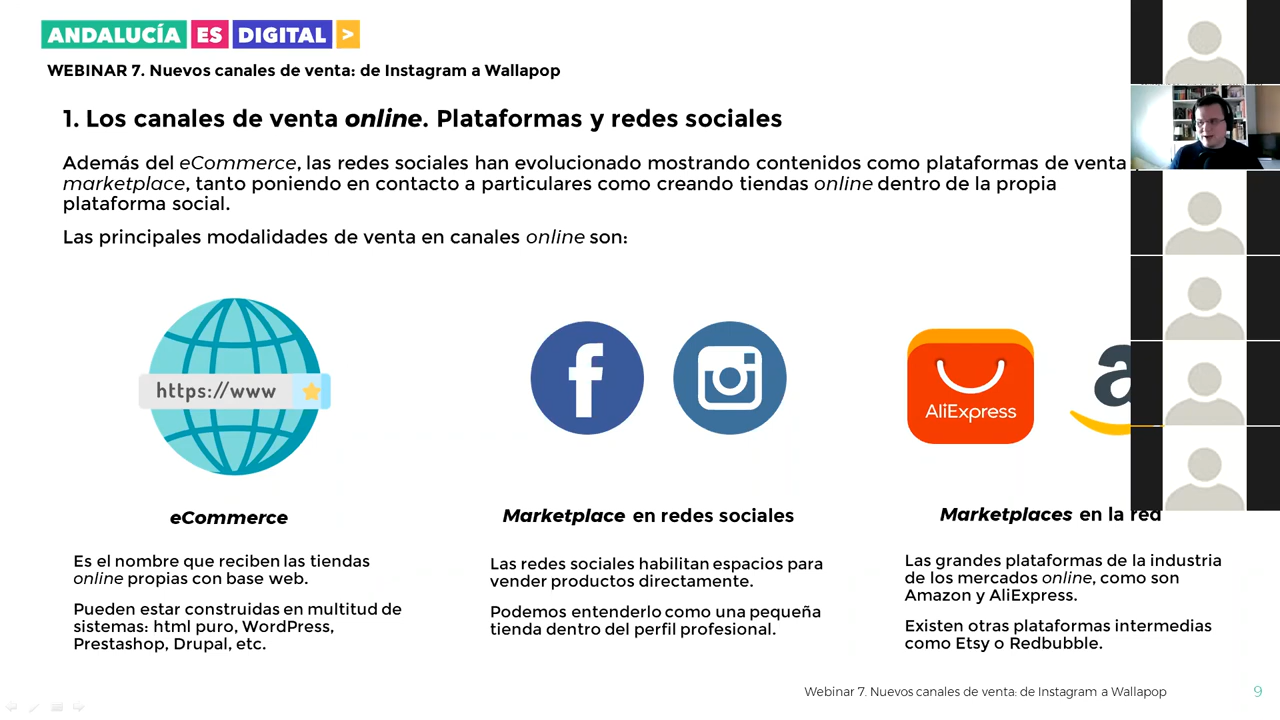 ANDALUCÍA ES DIGITAL >
WEBINAR 7. Nuevos canales de venta: de Instagram a Wallapop
1. Los canales de venta online. Plataformas y redes sociales
Además del eCommerce, las redes sociales han evolucionado mostrando contenidos como plataformas de venta
marketplace, tanto poniendo en contacto a particulares como creando tiendas online dentro de la propia
plataforma social.
Las principales modalidades de venta en canales online son:
https://www
f
AliExpress
a
eCommerce
Es el nombre que reciben las tiendas
online propias con base web.
Pueden estar construidas en multitud de
sistemas: html puro, WordPress,
Prestashop, Drupal, etc.
Marketplace en redes sociales
Las redes sociales habilitan espacios para
vender productos directamente.
Podemos entenderlo como una pequeña
tienda dentro del perfil profesional.
Marketplaces en la red
Las grandes plataformas de la industria
de los mercados online, como son
Amazon y AliExpress.
Existen otras plataformas intermedias
como Etsy o Redbubble.
Webinar 7. Nuevos canales de venta: de Instagram a Wallapop
9